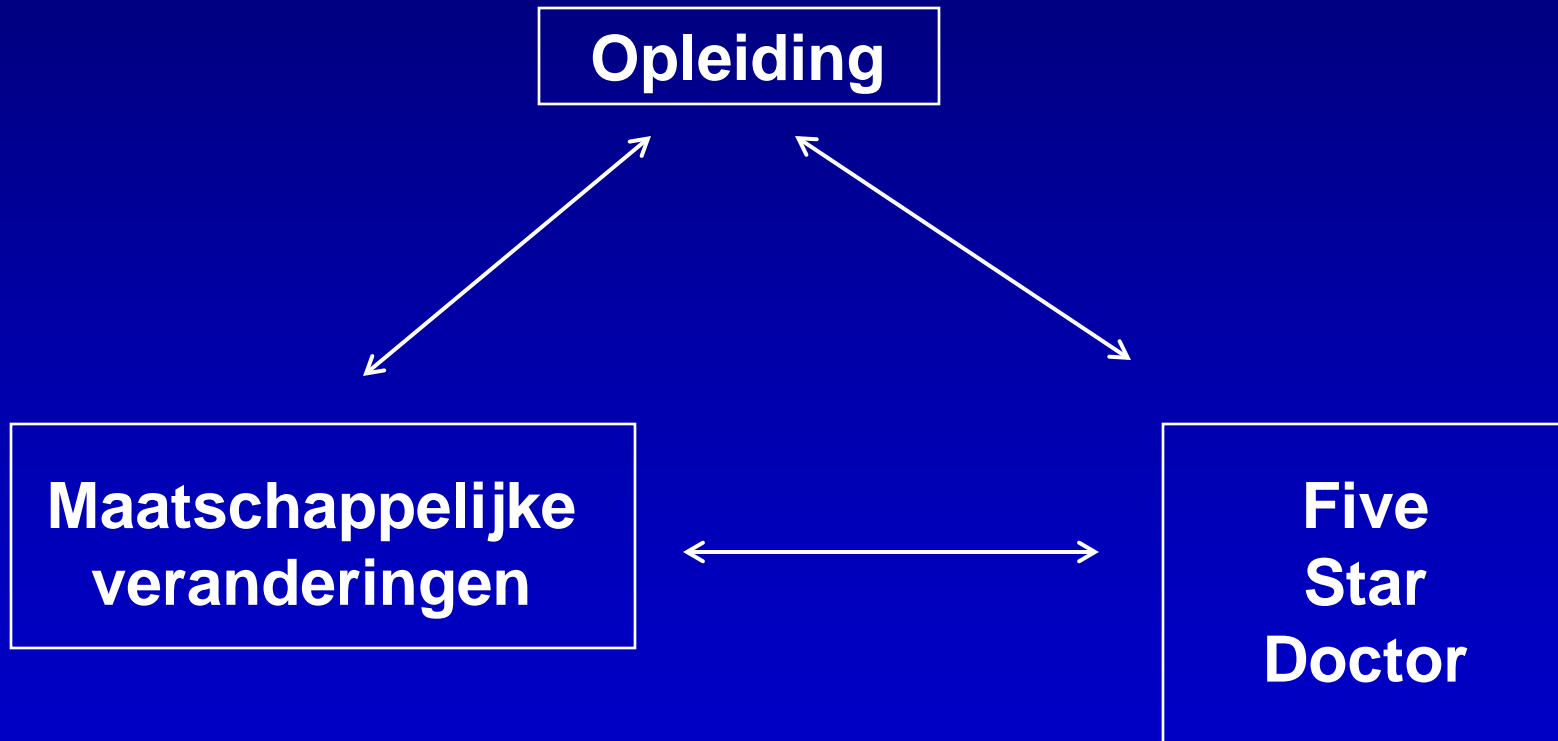 Opleiding
Maatschappelijke
veranderingen
Five
Star
Doctor